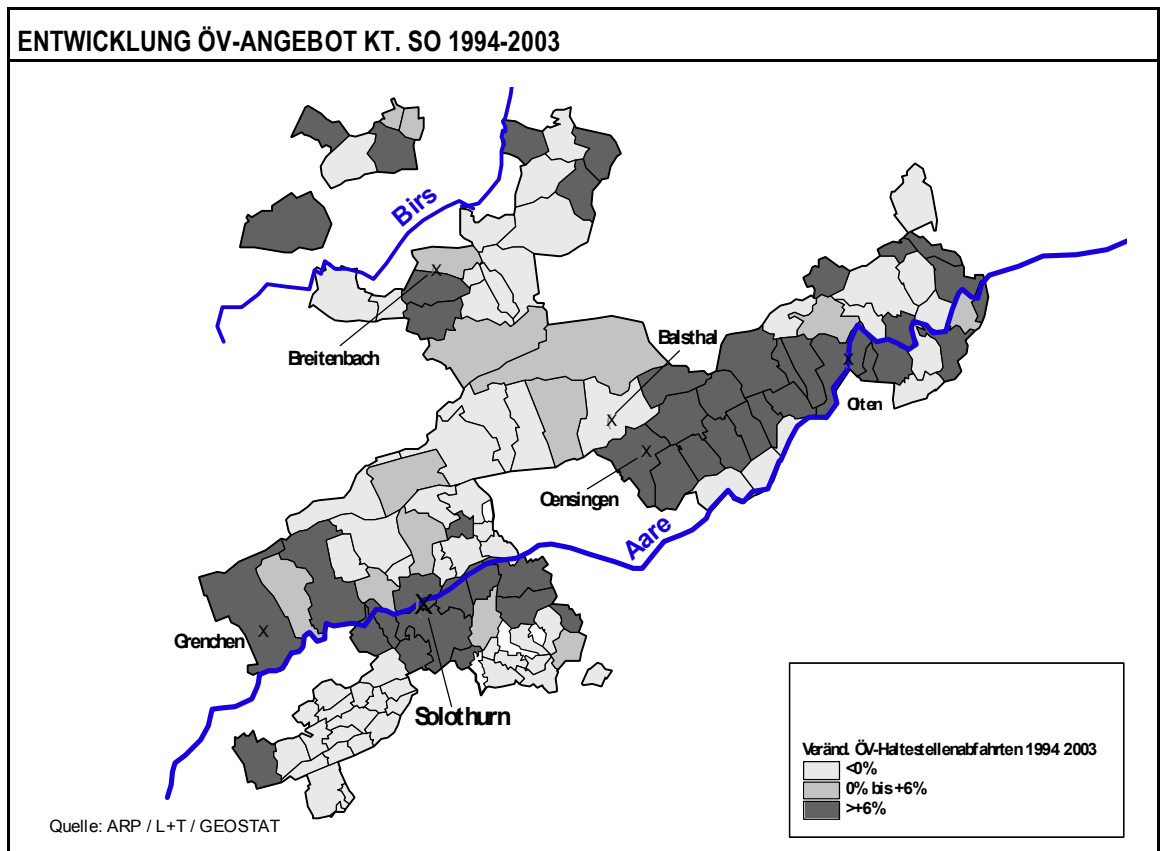 ENTWICKLUNG ÖV-ANGEBOT KT. SO 1994-2003
Birs
Breitenbach
Balsthal
Olten
Oensingen
Aare
Grenchen
Solothurn
Veränd. ÖV-Haltestellenabfahrten 1994 2003
<0%
0% bis +6%
>+6%
Quelle: ARP / L+T / GEOSTAT